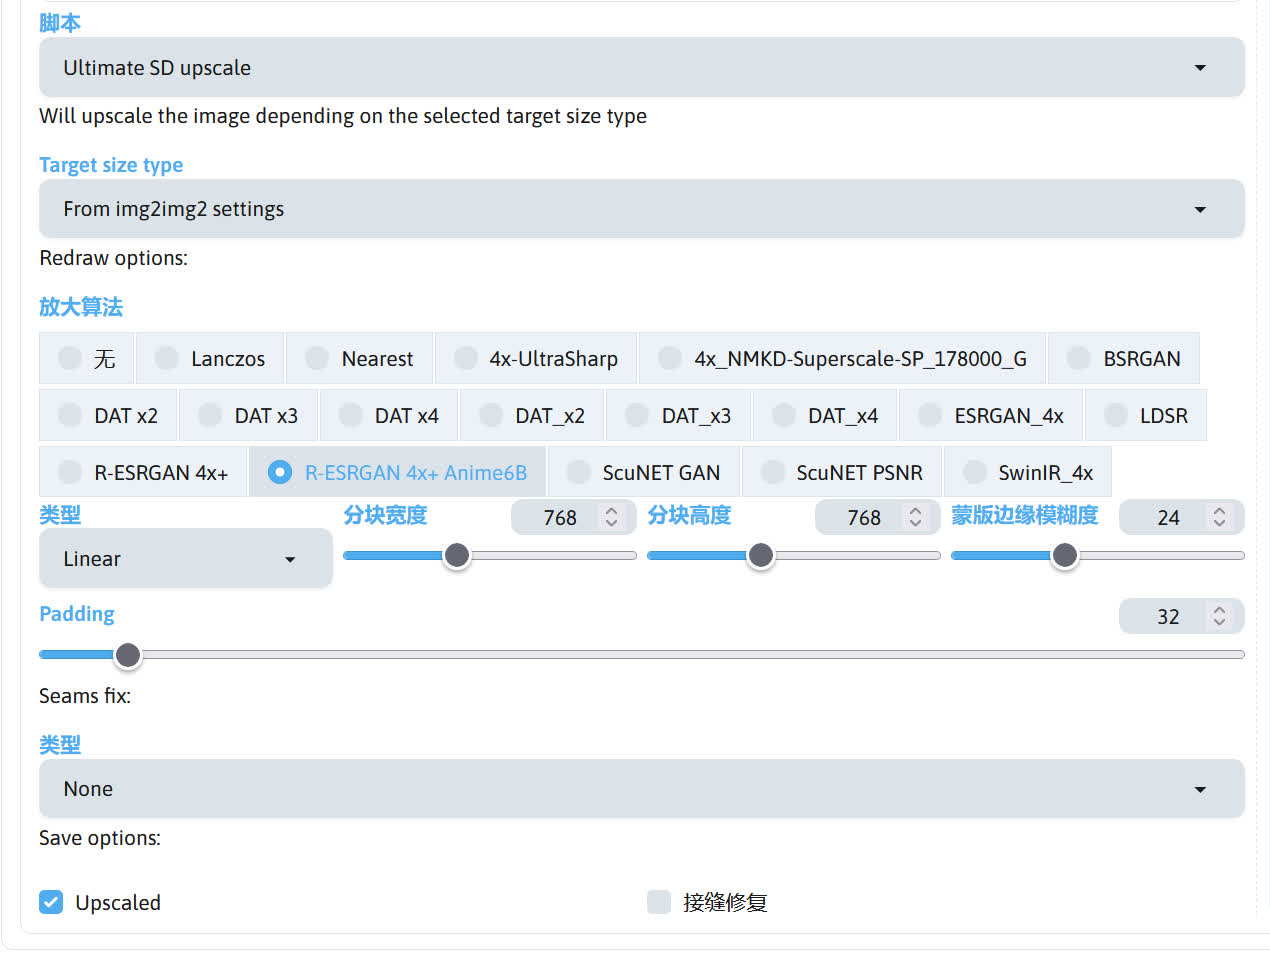 脚本
Ultimate SD upscale
Will upscale the image depending on the selected target size type
Target size type
From img2img2 settings
Redraw options:
放大算法
无 Lanczos Nearest 4x-UltraSharp 4x_NMKD-Superscale-SP_178000_G BSRGAN
DAT x2 DAT x3 DAT x4 DAT_x2 DAT_x3 DAT_x4 ESRGAN_4x LDSR
R-ESRGAN 4x+ R-ESRGAN 4x+ Anime6B ScuNET GAN ScuNET PSNR SwinIR_4x
类型 分块宽度 768 分块高度 768 蒙版边缘模糊度 24
Linear
Padding 32
Seams fix:
类型
None
Save options:
Upscaled 接缝修复